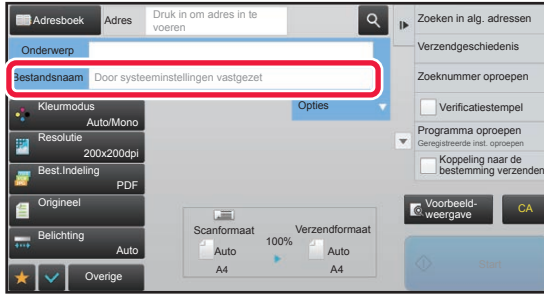 Adresboek
Adres
Druk in om adres in te
voeren
Onderwerp
Bestandsnaam
Door systeeminstellingen vastgezet
Kleurmodus
Auto/Mono
Resolutie
200x200dpi
Best.Indeling
PDF
Origineel
Belichting
Auto
Overige
Opties
Scanformaat
Auto
A4
100%
Verzendformaat
Auto
A4
Zoeken in alg. adressen
Verzendgeschiedenis
Zoeknummer oproepen
Verificatiestempel
Programma oproepen
Geregistreerde inst. oproepen
Koppeling naar de
bestemming verzenden
Voorbeeld-
weergave
CA
Start